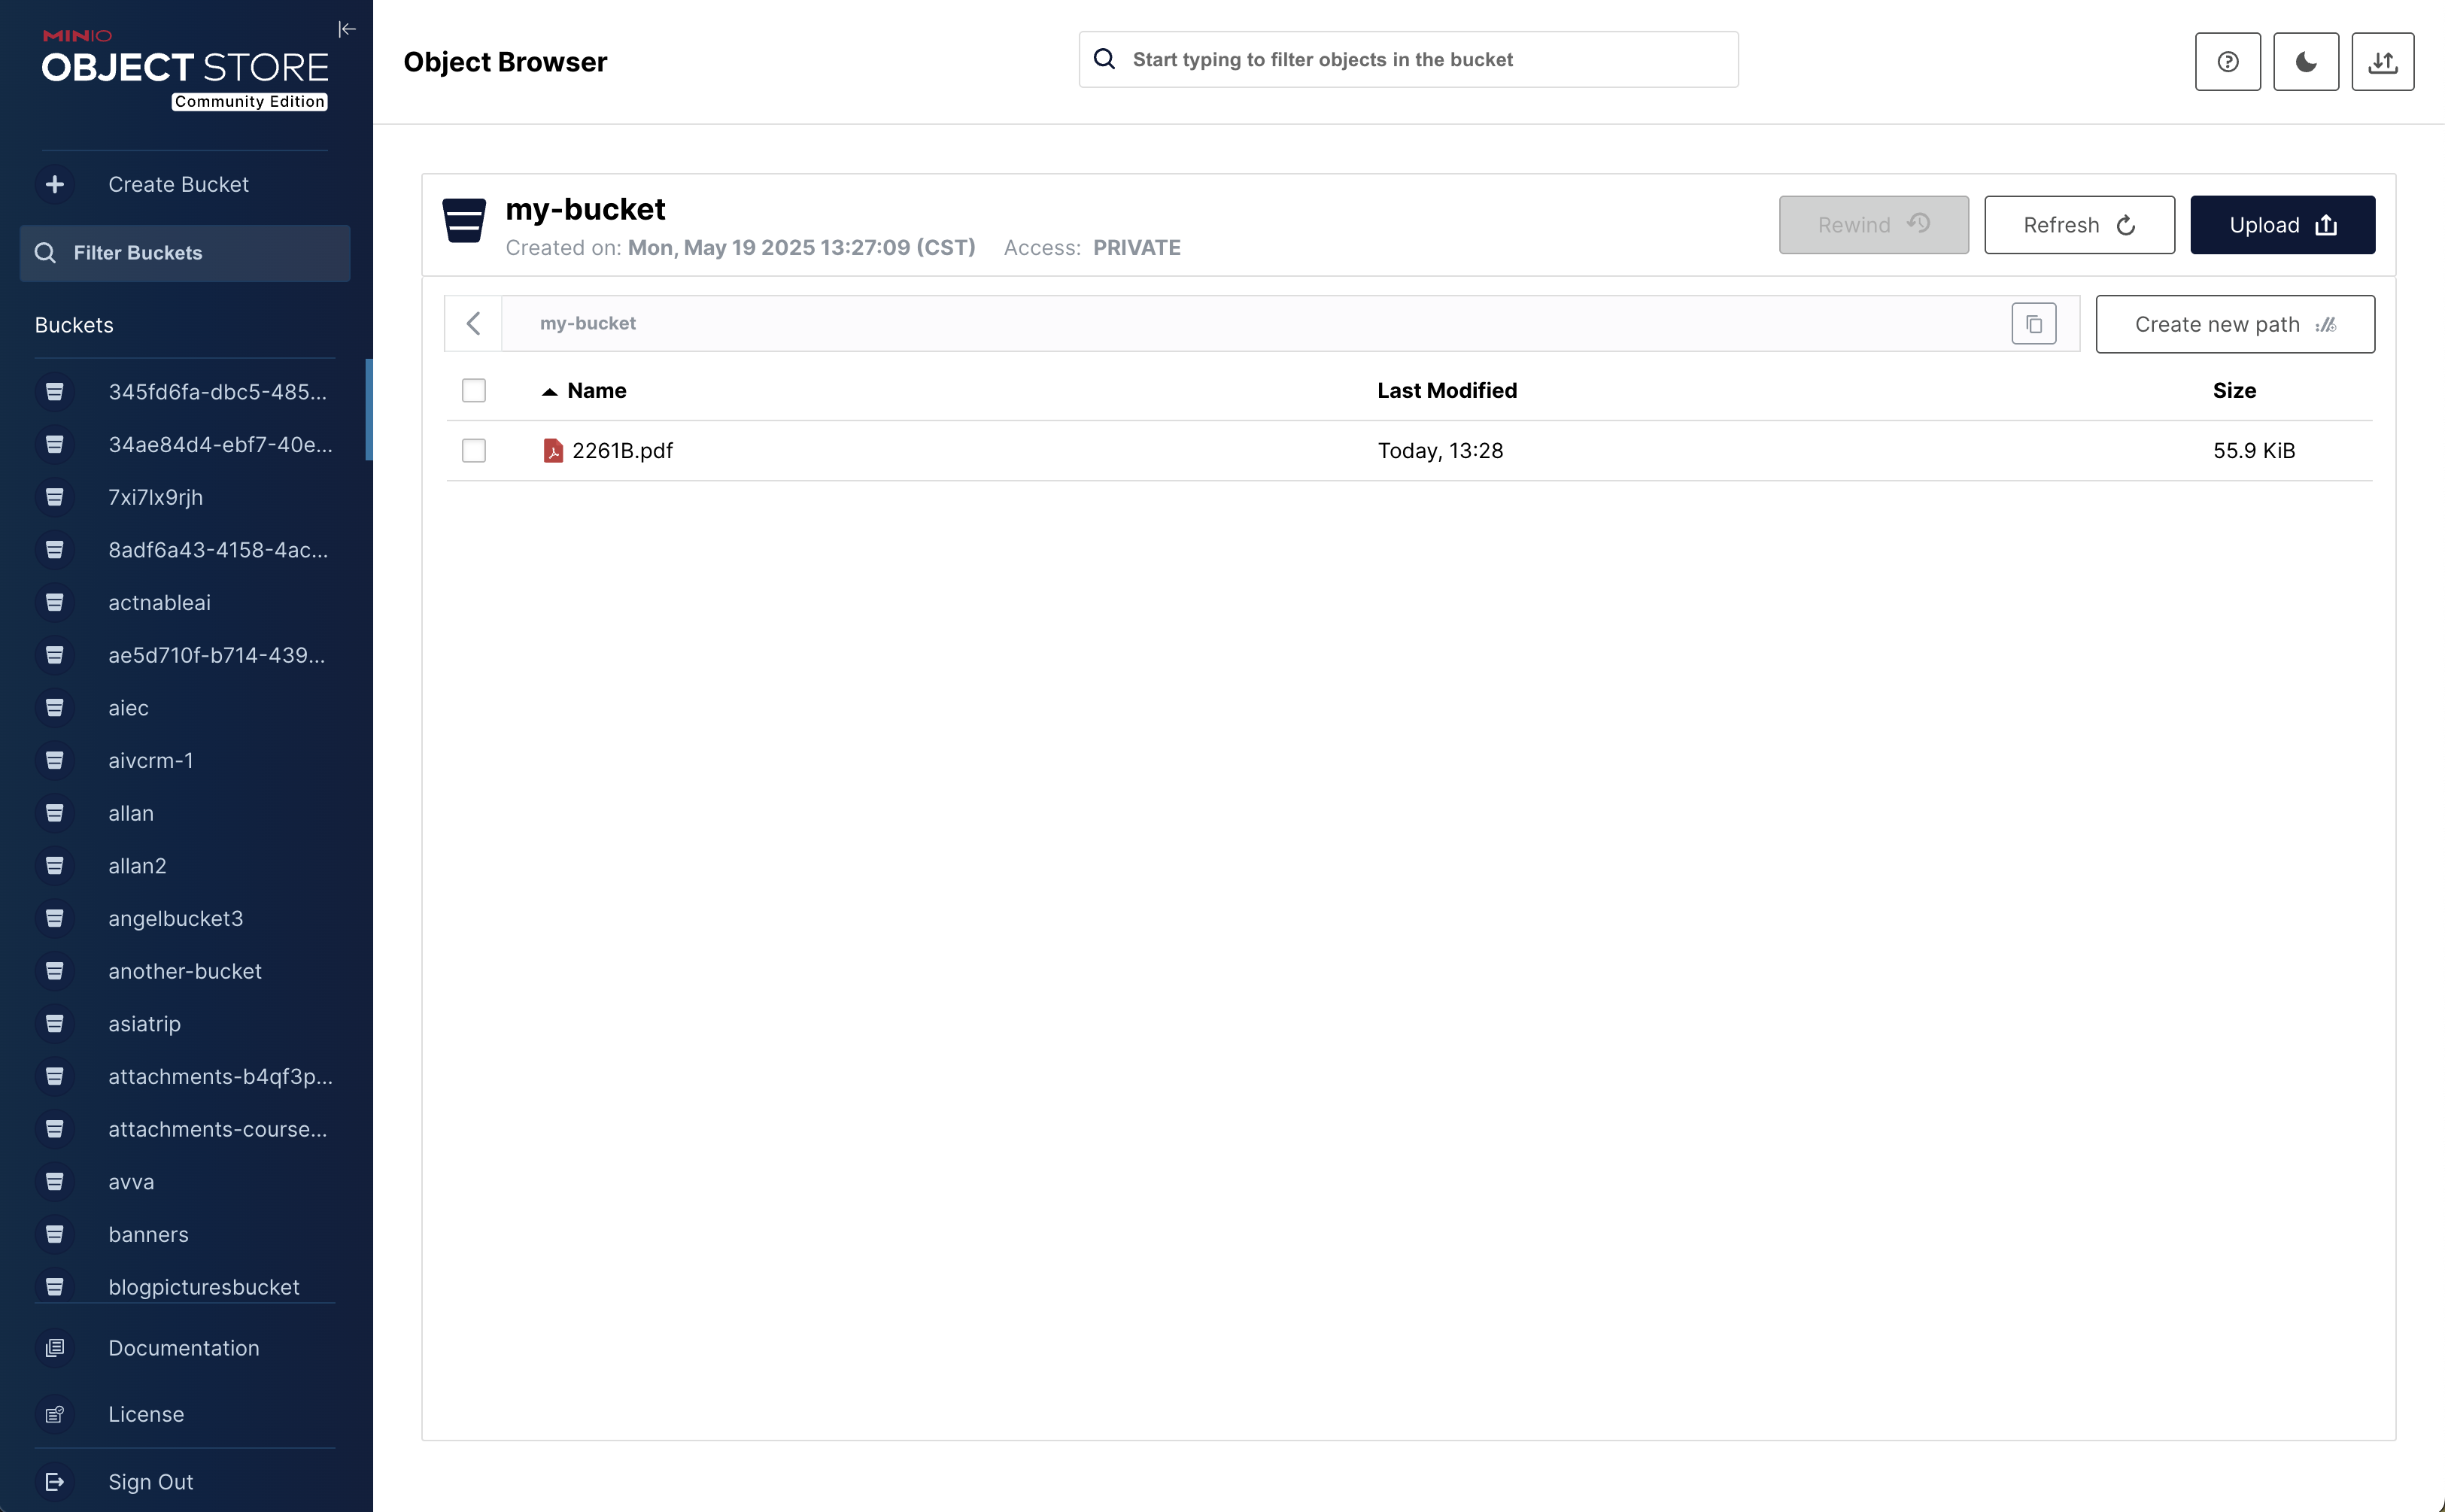 MINIO
OBJECT STORE
Community Edition
Create Bucket
Filter Buckets
Buckets
345fd6fa-dbc5-485...
34ae84d4-ebf7-40e...
7xi7lx9rjh
8adf6a43-4158-4ac...
actnableai
ae5d710f-b714-439...
aiec
aivcrm-1
allan
allan2
angelbucket3
another-bucket
asiatrip
attachments-b4qf3p...
attachments-course...
avva
banners
blogpicturesbucket
Documentation
License
Sign Out
Object Browser
Start typing to filter objects in the bucket
my-bucket
Created on: Mon, May 19 2025 13:27:09 (CST) Access: PRIVATE
Rewind
Refresh
Upload
my-bucket
Create new path
Name Last Modified Size
2261B.pdf Today, 13:28 55.9 KiB